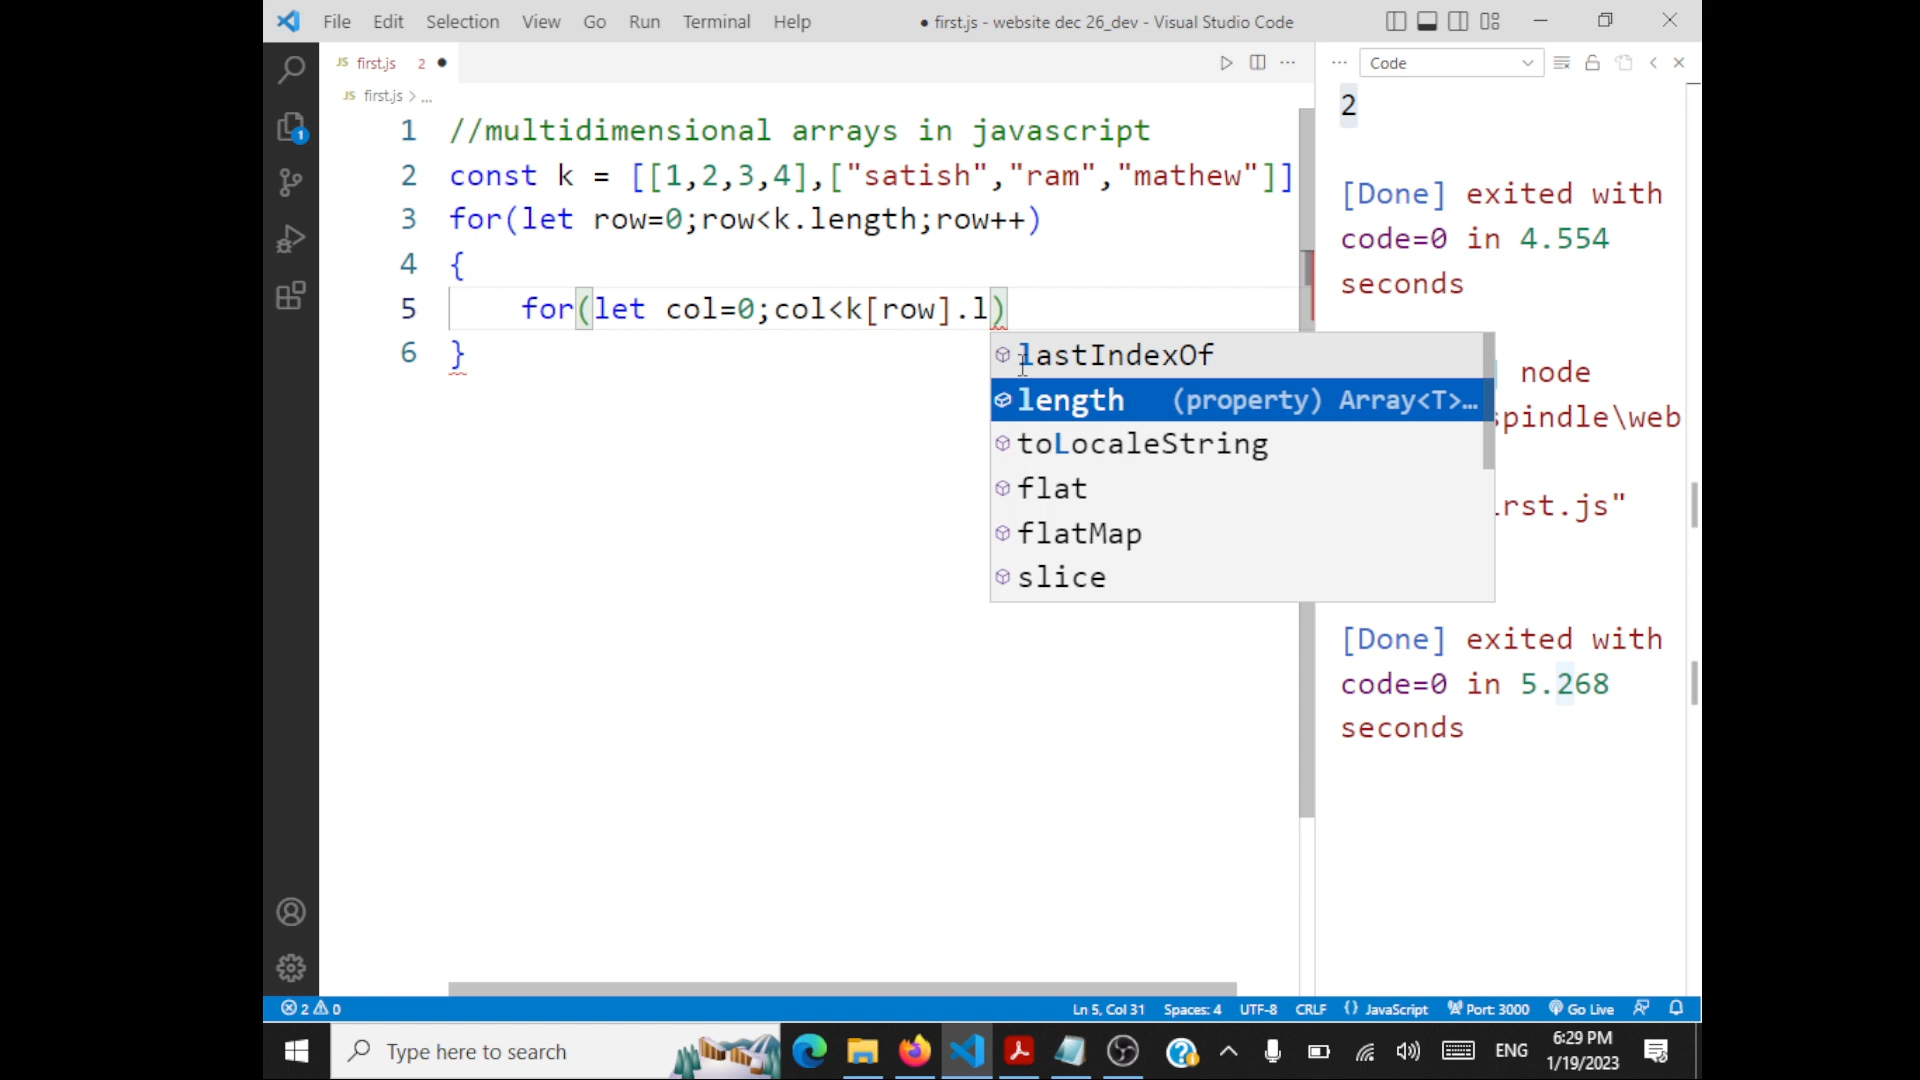 File Edit Selection View Go Run Terminal Help
● first.js - website dec 26_dev - Visual Studio Code
JS first.js 2 ●
Code
JS first.js > ...
1 //multidimensional arrays in javascript
2 const k = [[1,2,3,4],["satish","ram","mathew"]]
3 for(let row=0;row<k.length;row++)
4 {
5 for(let col=0;col<k[row].l)
6 }
lastIndexOf
length (property) Array<T>…
toLocaleString
flat
flatMap
slice
2
[Done] exited with
code=0 in 4.554
seconds
node
spindle\web
rst.js"
[Done] exited with
code=0 in 5.268
seconds
1
2 0
Ln 5, Col 31 Spaces: 4 UTF-8 CRLF {} JavaScript Port: 3000 Go Live
Type here to search
ENG
6:29 PM
1/19/2023